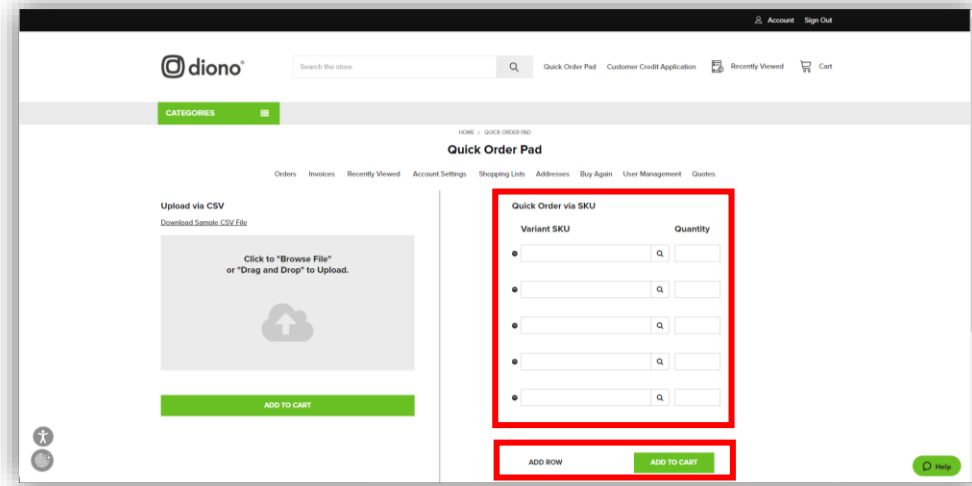 Account Sign Out
diono
Search the store
Quick Order Pad Customer Credit Application Recently Viewed Cart
CATEGORIES
HOME / QUICK ORDER PAD
Quick Order Pad
Orders Invoices Recently Viewed Account Settings Shopping Lists Addresses Buy Again User Management Quotes
Upload via CSV
Download Sample CSV File
Click to "Browse File"
or "Drag and Drop" to Upload.
ADD TO CART
Quick Order via SKU
Variant SKU Quantity
ADD ROW ADD TO CART
Help